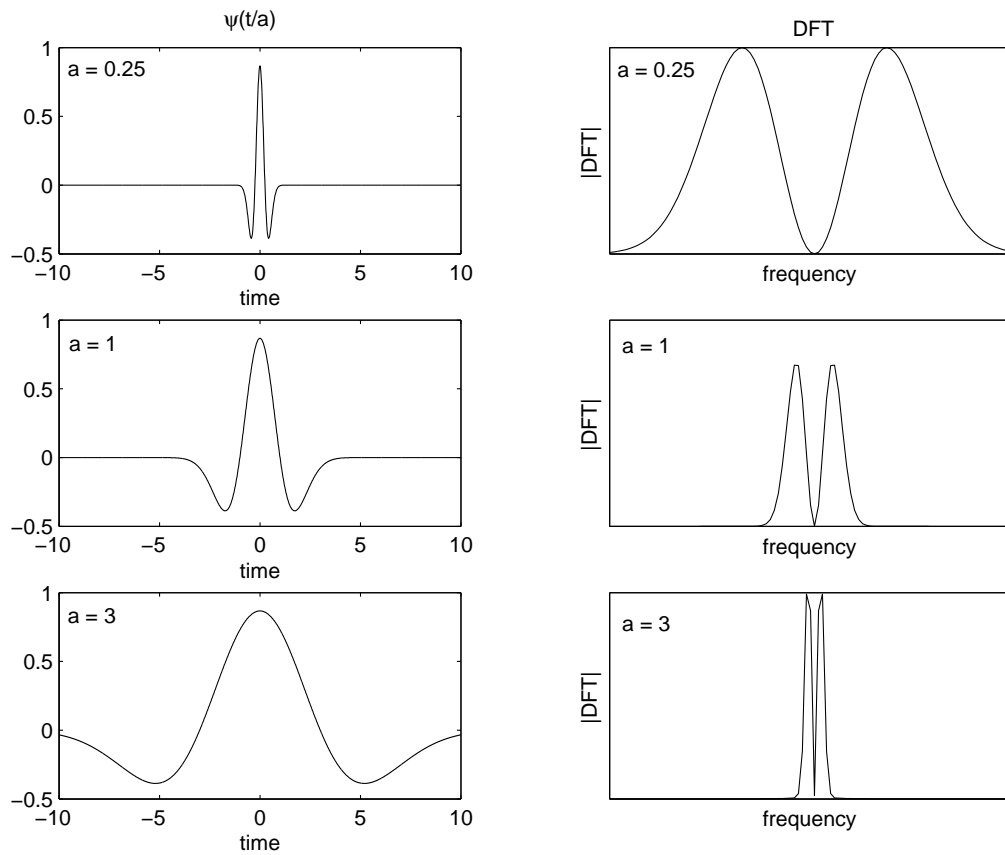 ψ(t/a)
1
a = 0.25
0.5
0
−0.5
−10
−5
0
5
10
time
DFT
a = 0.25
|DFT|
frequency
1
a = 1
0.5
0
−0.5
−10
−5
0
5
10
time
a = 1
|DFT|
frequency
1
a = 3
0.5
0
−0.5
−10
−5
0
5
10
time
a = 3
|DFT|
frequency